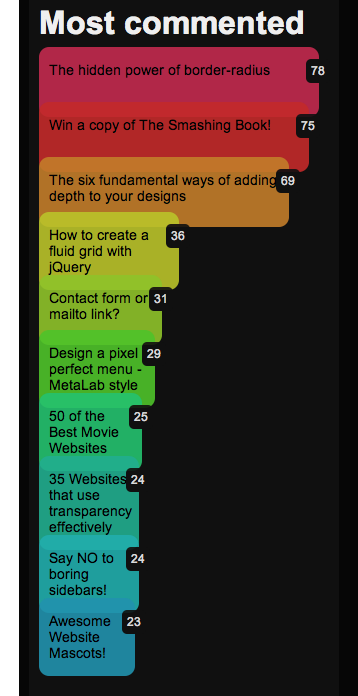 Most commented
The hidden power of border-radius 78
Win a copy of The Smashing Book! 75
The six fundamental ways of adding 69
depth to your designs
How to create a 36
fluid grid with
jQuery
Contact form or 31
mailto link?
Design a pixel 29
perfect menu -
MetaLab style
50 of the 25
Best Movie
Websites
35 Websites 24
that use
transparency
effectively
Say NO to 24
boring
sidebars!
Awesome 23
Website
Mascots!